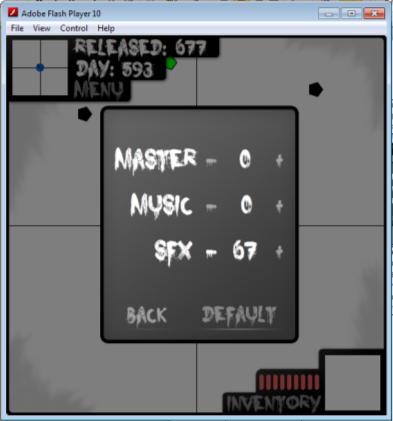 Adobe Flash Player 10
File View Control Help
RELEASED: 677
DAY: 593
MENU
MASTER - 0 +
MUSIC - 0 +
SFX - 67 +
BACK DEFAULT
INVENTORY